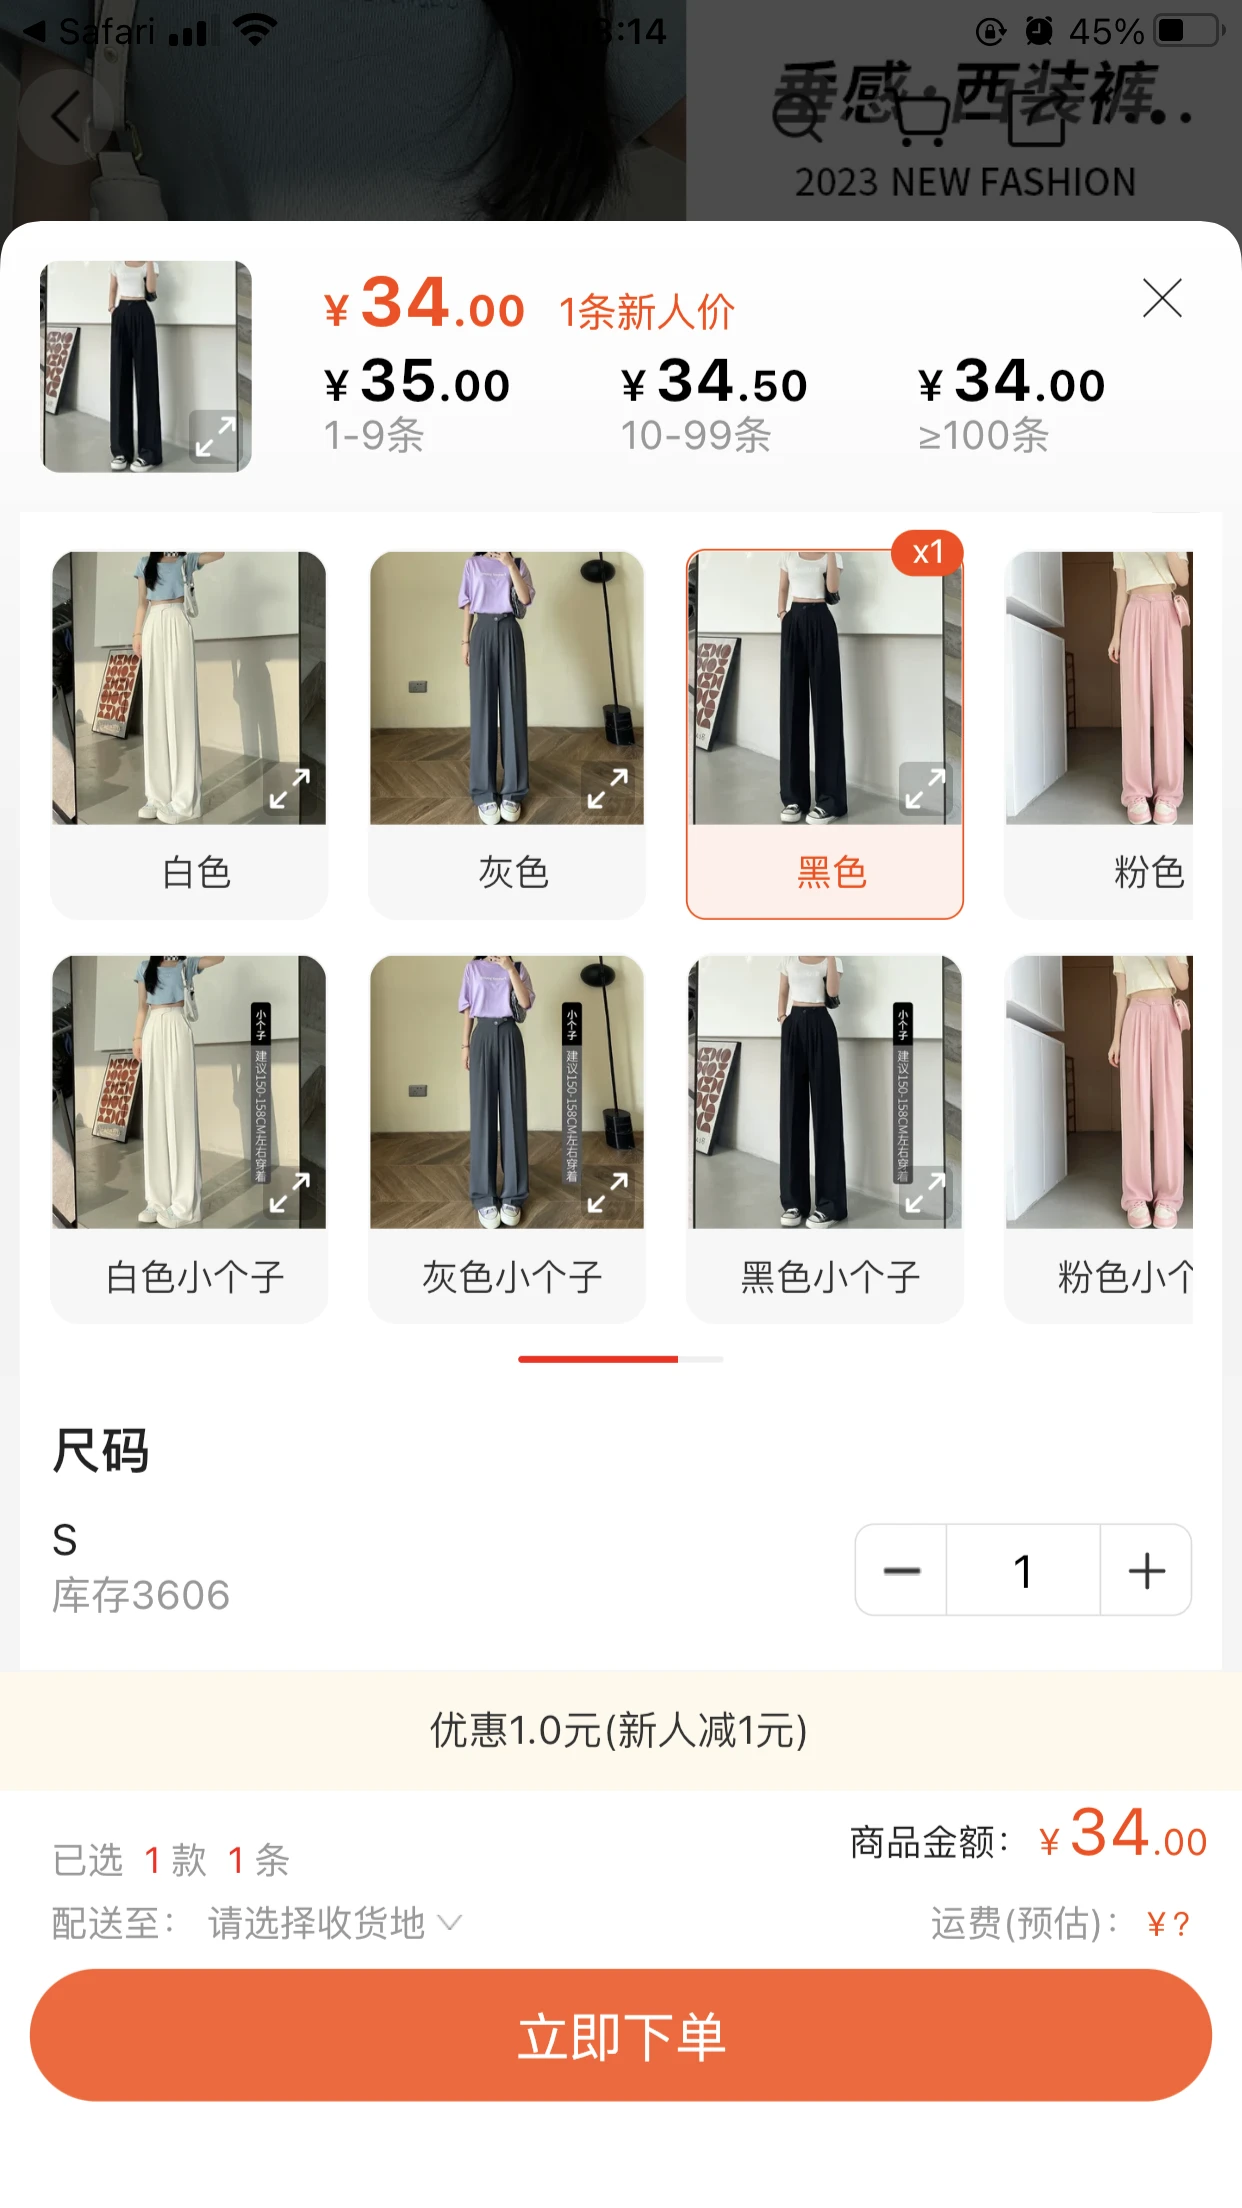 Safari
:14
45%
垂感·西装裤
2023 NEW FASHION
¥34.00 1条新人价
¥35.00 ¥34.50 ¥34.00
1-9条 10-99条 ≥100条
x1
白色 灰色 黑色 粉色
小个子 建议150-158CM左右穿着
小个子 建议150-158CM左右穿着
小个子 建议150-158CM左右穿着
白色小个子 灰色小个子 黑色小个子 粉色小个
尺码
S
库存3606
1
优惠1.0元(新人减1元)
已选 1 款 1 条
商品金额: ¥34.00
配送至: 请选择收货地
运费(预估): ¥?
立即下单